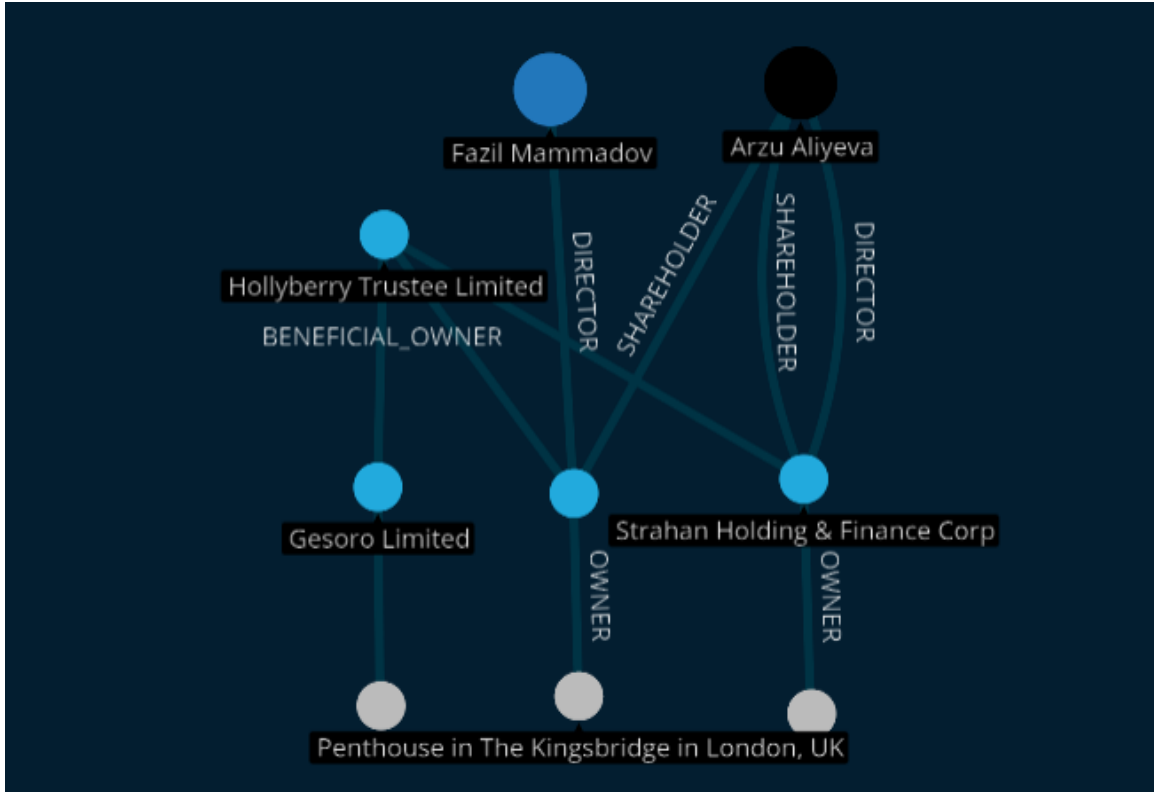 Fazil Mammadov
Arzu Aliyeva
Hollyberry Trustee Limited
DIRECTOR
SHAREHOLDER
SHAREHOLDER
DIRECTOR
BENEFICIAL_OWNER
Gesoro Limited
Strahan Holding & Finance Corp
OWNER
OWNER
Penthouse in The Kingsbridge in London, UK